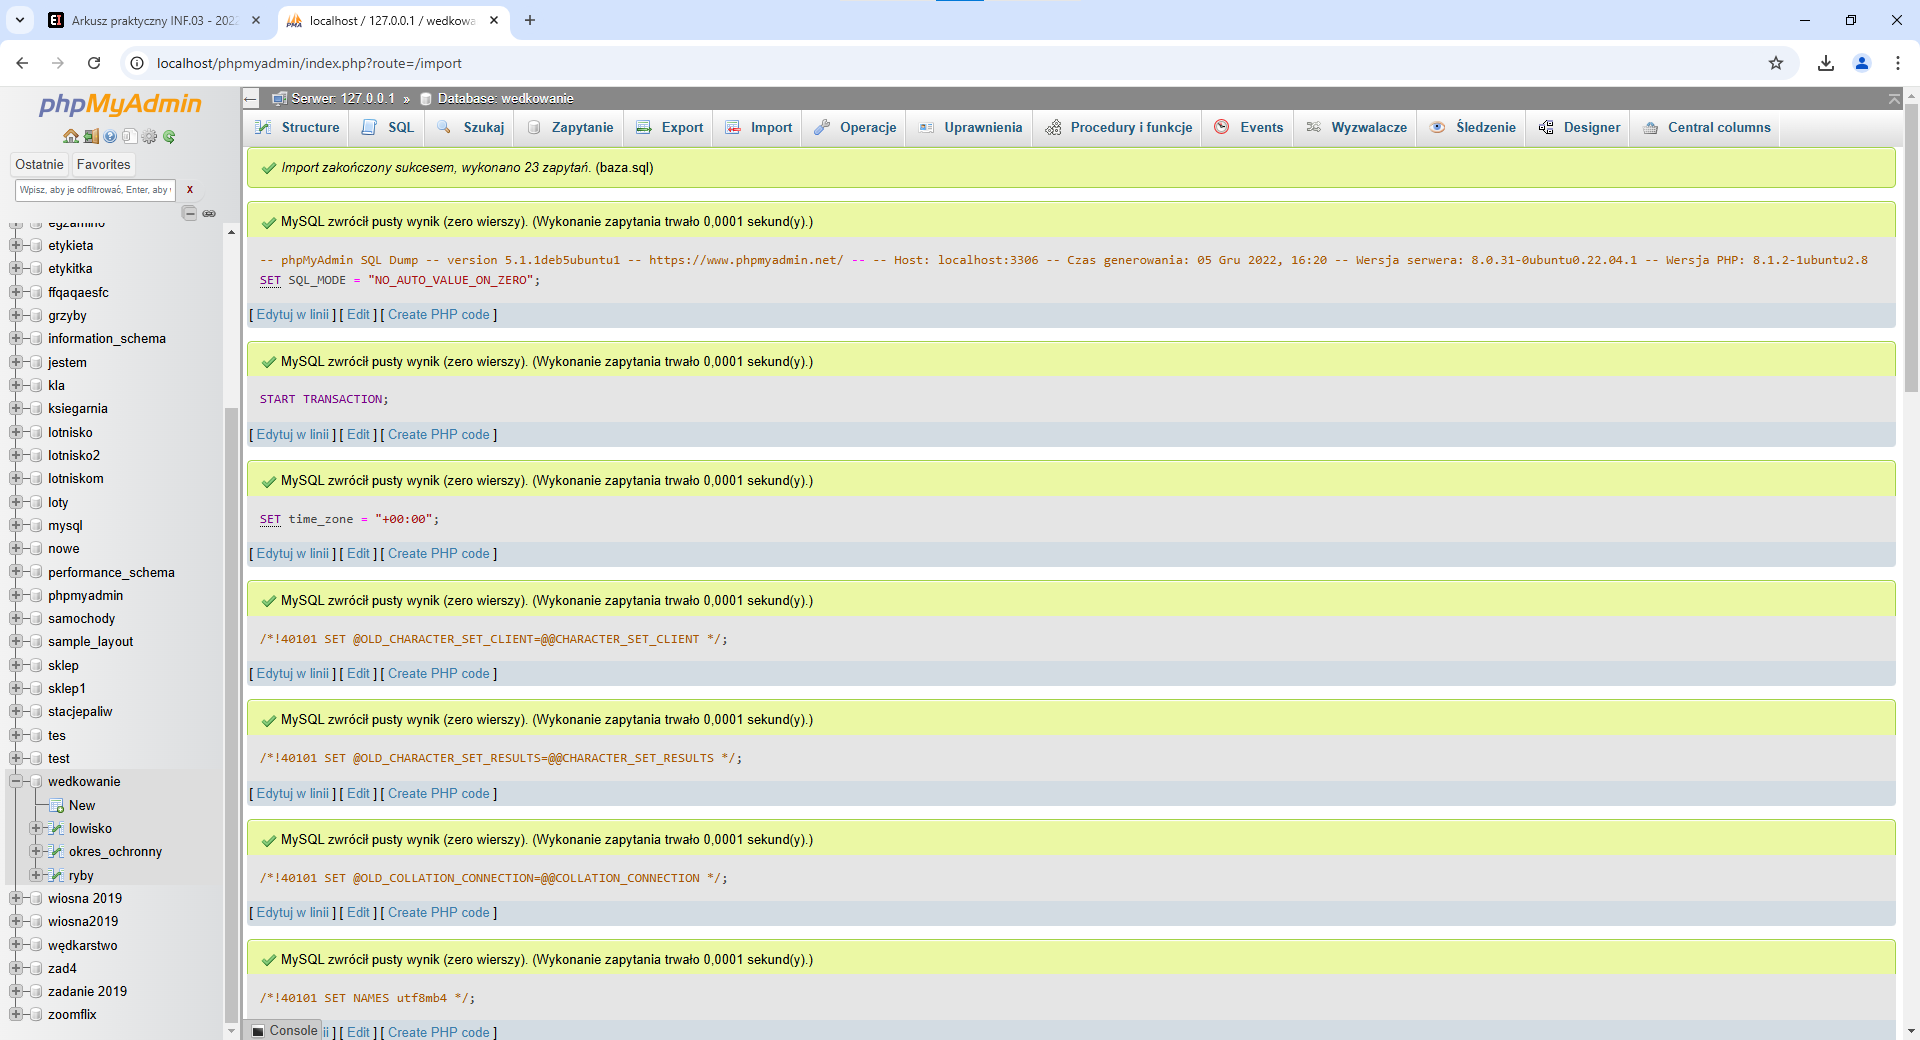 Arkusz praktyczny INF.03 - 202
localhost / 127.0.0.1 / wedkowa
localhost/phpmyadmin/index.php?route=/import
phpMyAdmin
Ostatnie Favorites
Wpisz, aby je odfiltrować, Enter, aby X
egzamino
etykieta
etykitka
ffqaqaesfc
grzyby
information_schema
jestem
kla
ksiegarnia
lotnisko
lotnisko2
lotniskom
loty
mysql
nowe
performance_schema
phpmyadmin
samochody
sample_layout
sklep
sklep1
stacjepaliw
tes
test
wedkowanie
New
lowisko
okres_ochronny
ryby
wiosna 2019
wiosna2019
wędkarstwo
zad4
zadanie 2019
zoomflix
Serwer: 127.0.0.1 » Database: wedkowanie
Structure SQL Szukaj Zapytanie Export Import Operacje Uprawnienia Procedury i funkcje Events Wyzwalacze Śledzenie Designer Central columns
Import zakończony sukcesem, wykonano 23 zapytań. (baza.sql)
MySQL zwrócił pusty wynik (zero wierszy). (Wykonanie zapytania trwało 0,0001 sekund(y).)
-- phpMyAdmin SQL Dump -- version 5.1.1deb5ubuntu1 -- https://www.phpmyadmin.net/ -- -- Host: localhost:3306 -- Czas generowania: 05 Gru 2022, 16:20 -- Wersja serwera: 8.0.31-0ubuntu0.22.04.1 -- Wersja PHP: 8.1.2-1ubuntu2.8
SET SQL_MODE = "NO_AUTO_VALUE_ON_ZERO";
[ Edytuj w linii ] [ Edit ] [ Create PHP code ]
MySQL zwrócił pusty wynik (zero wierszy). (Wykonanie zapytania trwało 0,0001 sekund(y).)
START TRANSACTION;
[ Edytuj w linii ] [ Edit ] [ Create PHP code ]
MySQL zwrócił pusty wynik (zero wierszy). (Wykonanie zapytania trwało 0,0001 sekund(y).)
SET time_zone = "+00:00";
[ Edytuj w linii ] [ Edit ] [ Create PHP code ]
MySQL zwrócił pusty wynik (zero wierszy). (Wykonanie zapytania trwało 0,0001 sekund(y).)
/*!40101 SET @OLD_CHARACTER_SET_CLIENT=@@CHARACTER_SET_CLIENT */;
[ Edytuj w linii ] [ Edit ] [ Create PHP code ]
MySQL zwrócił pusty wynik (zero wierszy). (Wykonanie zapytania trwało 0,0001 sekund(y).)
/*!40101 SET @OLD_CHARACTER_SET_RESULTS=@@CHARACTER_SET_RESULTS */;
[ Edytuj w linii ] [ Edit ] [ Create PHP code ]
MySQL zwrócił pusty wynik (zero wierszy). (Wykonanie zapytania trwało 0,0001 sekund(y).)
/*!40101 SET @OLD_COLLATION_CONNECTION=@@COLLATION_CONNECTION */;
[ Edytuj w linii ] [ Edit ] [ Create PHP code ]
MySQL zwrócił pusty wynik (zero wierszy). (Wykonanie zapytania trwało 0,0001 sekund(y).)
/*!40101 SET NAMES utf8mb4 */;
Console ii ] [ Edit ] [ Create PHP code ]